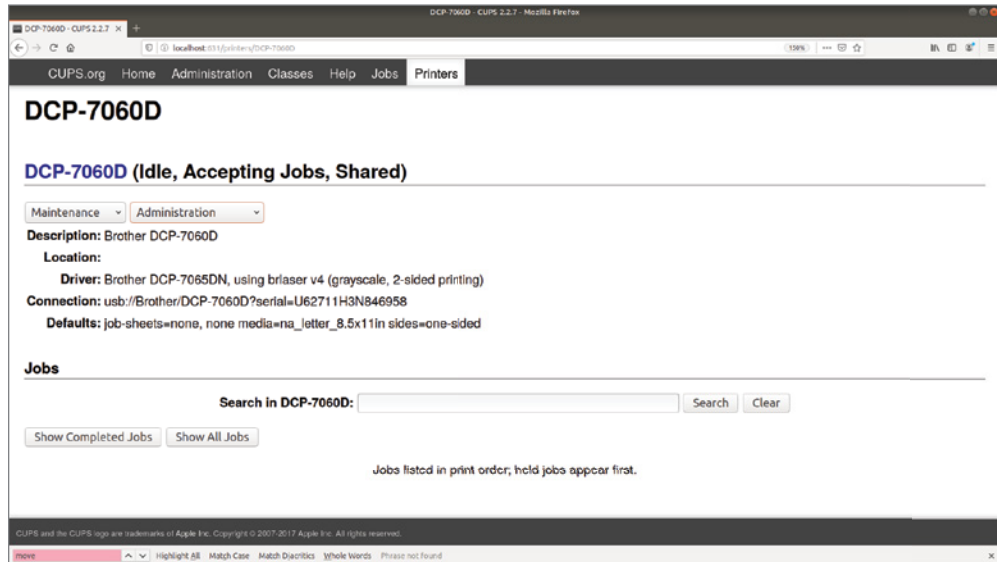 DCP-7060D - CUPS 2.2.7 - Mozilla Firefox
DCP-7060D - CUPS 2.2.7 × +
localhost:631/printers/DCP-7060D 150% ...
CUPS.org Home Administration Classes Help Jobs Printers
DCP-7060D
DCP-7060D (Idle, Accepting Jobs, Shared)
Maintenance Administration
Description: Brother DCP-7060D
Location:
Driver: Brother DCP-7065DN, using brlaser v4 (grayscale, 2-sided printing)
Connection: usb://Brother/DCP-7060D?serial=U62711H3N846958
Defaults: job-sheets=none, none media=na_letter_8.5x11in sides=one-sided
Jobs
Search in DCP-7060D: Search Clear
Show Completed Jobs Show All Jobs
Jobs listed in print order; held jobs appear first.
CUPS and the CUPS logo are trademarks of Apple Inc. Copyright © 2007-2017 Apple Inc. All rights reserved.
move Highlight All Match Case Match Diacritics Whole Words Phrase not found ×